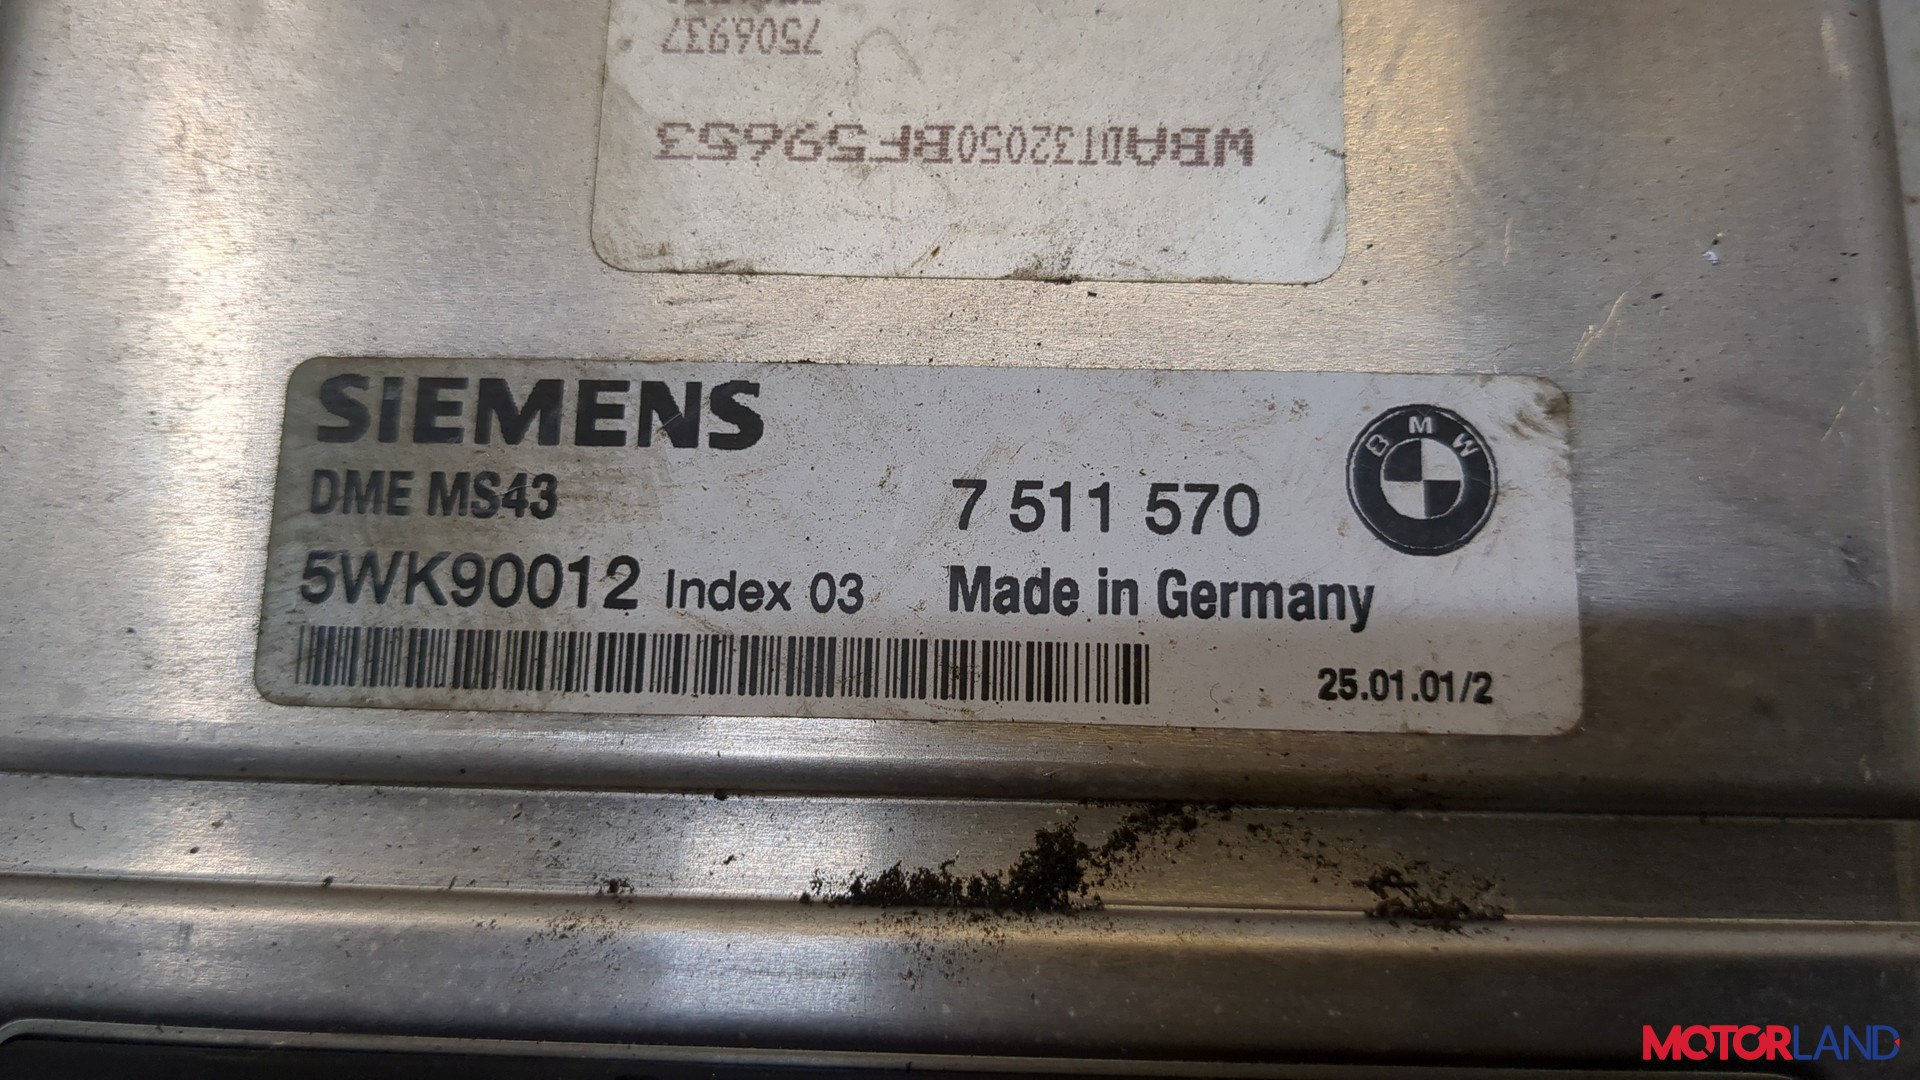 7506937
WBADT32050BF59653
SIEMENS
DME MS43 7 511 570
BMW
5WK90012 Index 03 Made in Germany
25.01.01/2
MOTORLAND